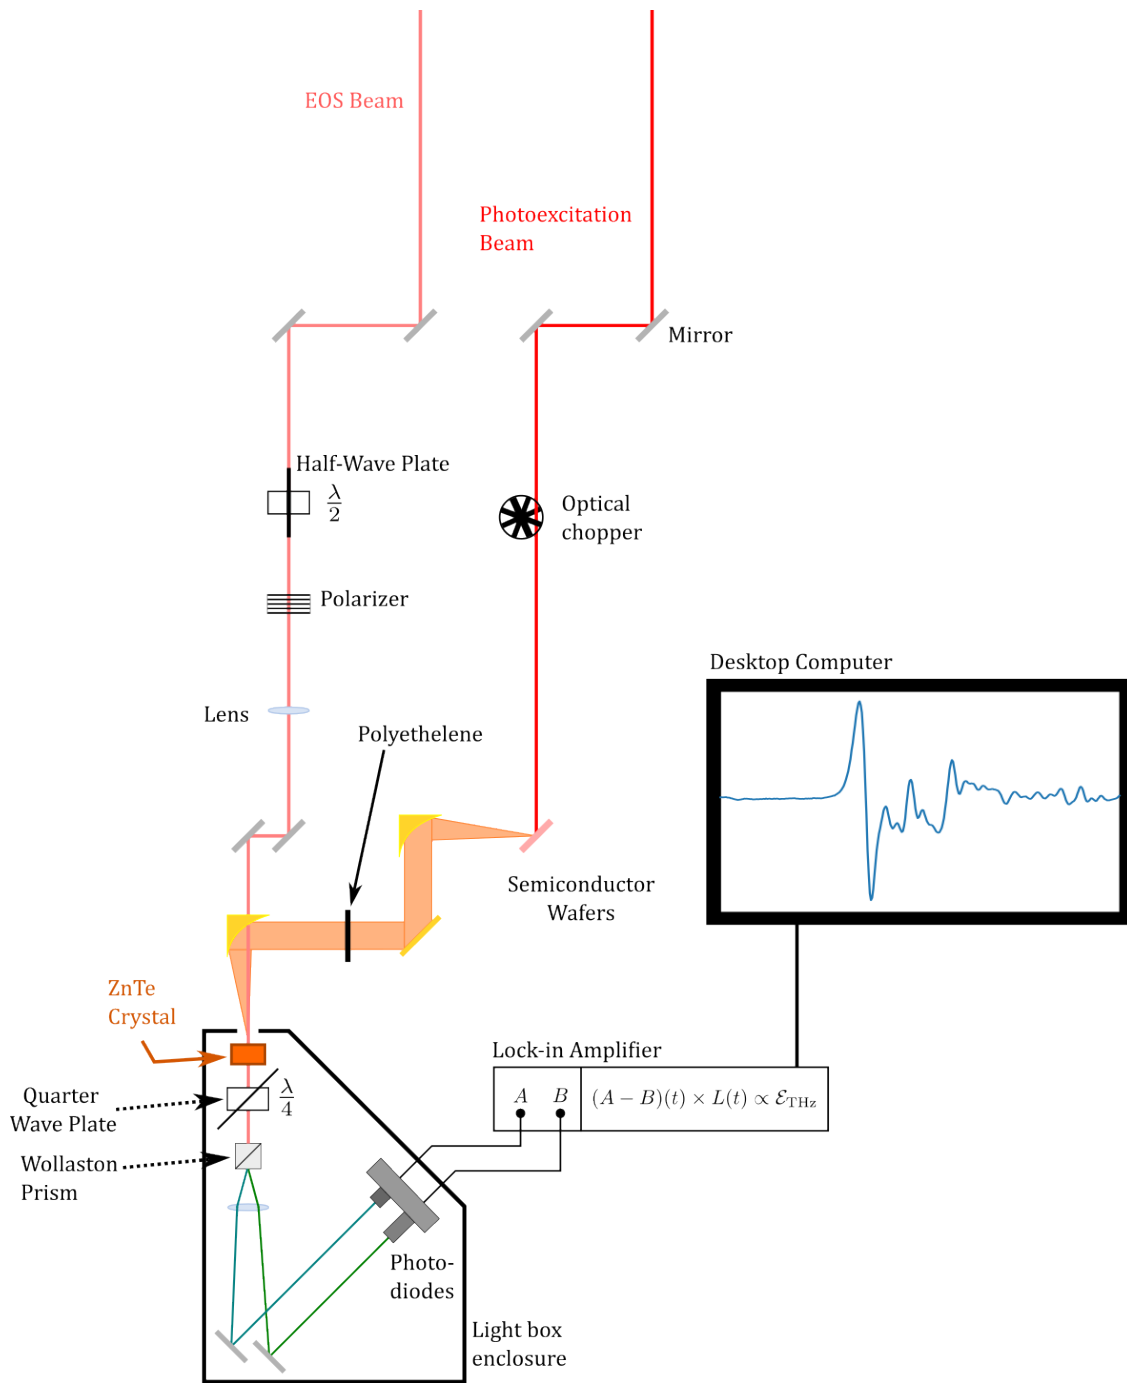 EOS Beam
Photoexcitation
Beam
Mirror
Half-Wave Plate
λ/2
Optical
chopper
Polarizer
Desktop Computer
Lens
Polyethelene
Semiconductor
Wafers
ZnTe
Crystal
Lock-in Amplifier
Quarter
Wave Plate
λ/4
A B (A − B)(t) × L(t) ∝ ℰ_THz
Wollaston
Prism
Photo-
diodes
Light box
enclosure